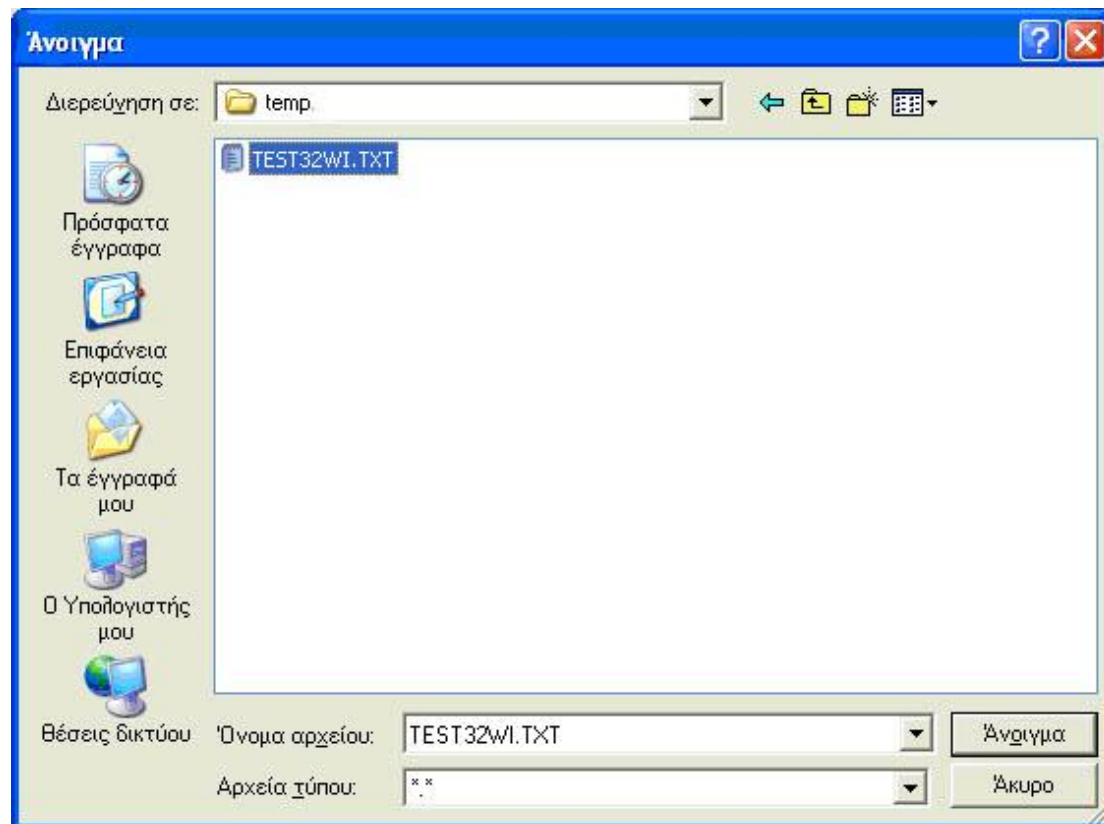 Άνοιγμα
Διερεύνηση σε: temp.
TEST32WI.TXT
Πρόσφατα
έγγραφα
Επιφάνεια
εργασίας
Τα έγγραφά
μου
Ο Υπολογιστής
μου
Θέσεις δικτύου
Όνομα αρχείου: TEST32WI.TXT Άνοιγμα
Αρχεία τύπου: *.* Άκυρο